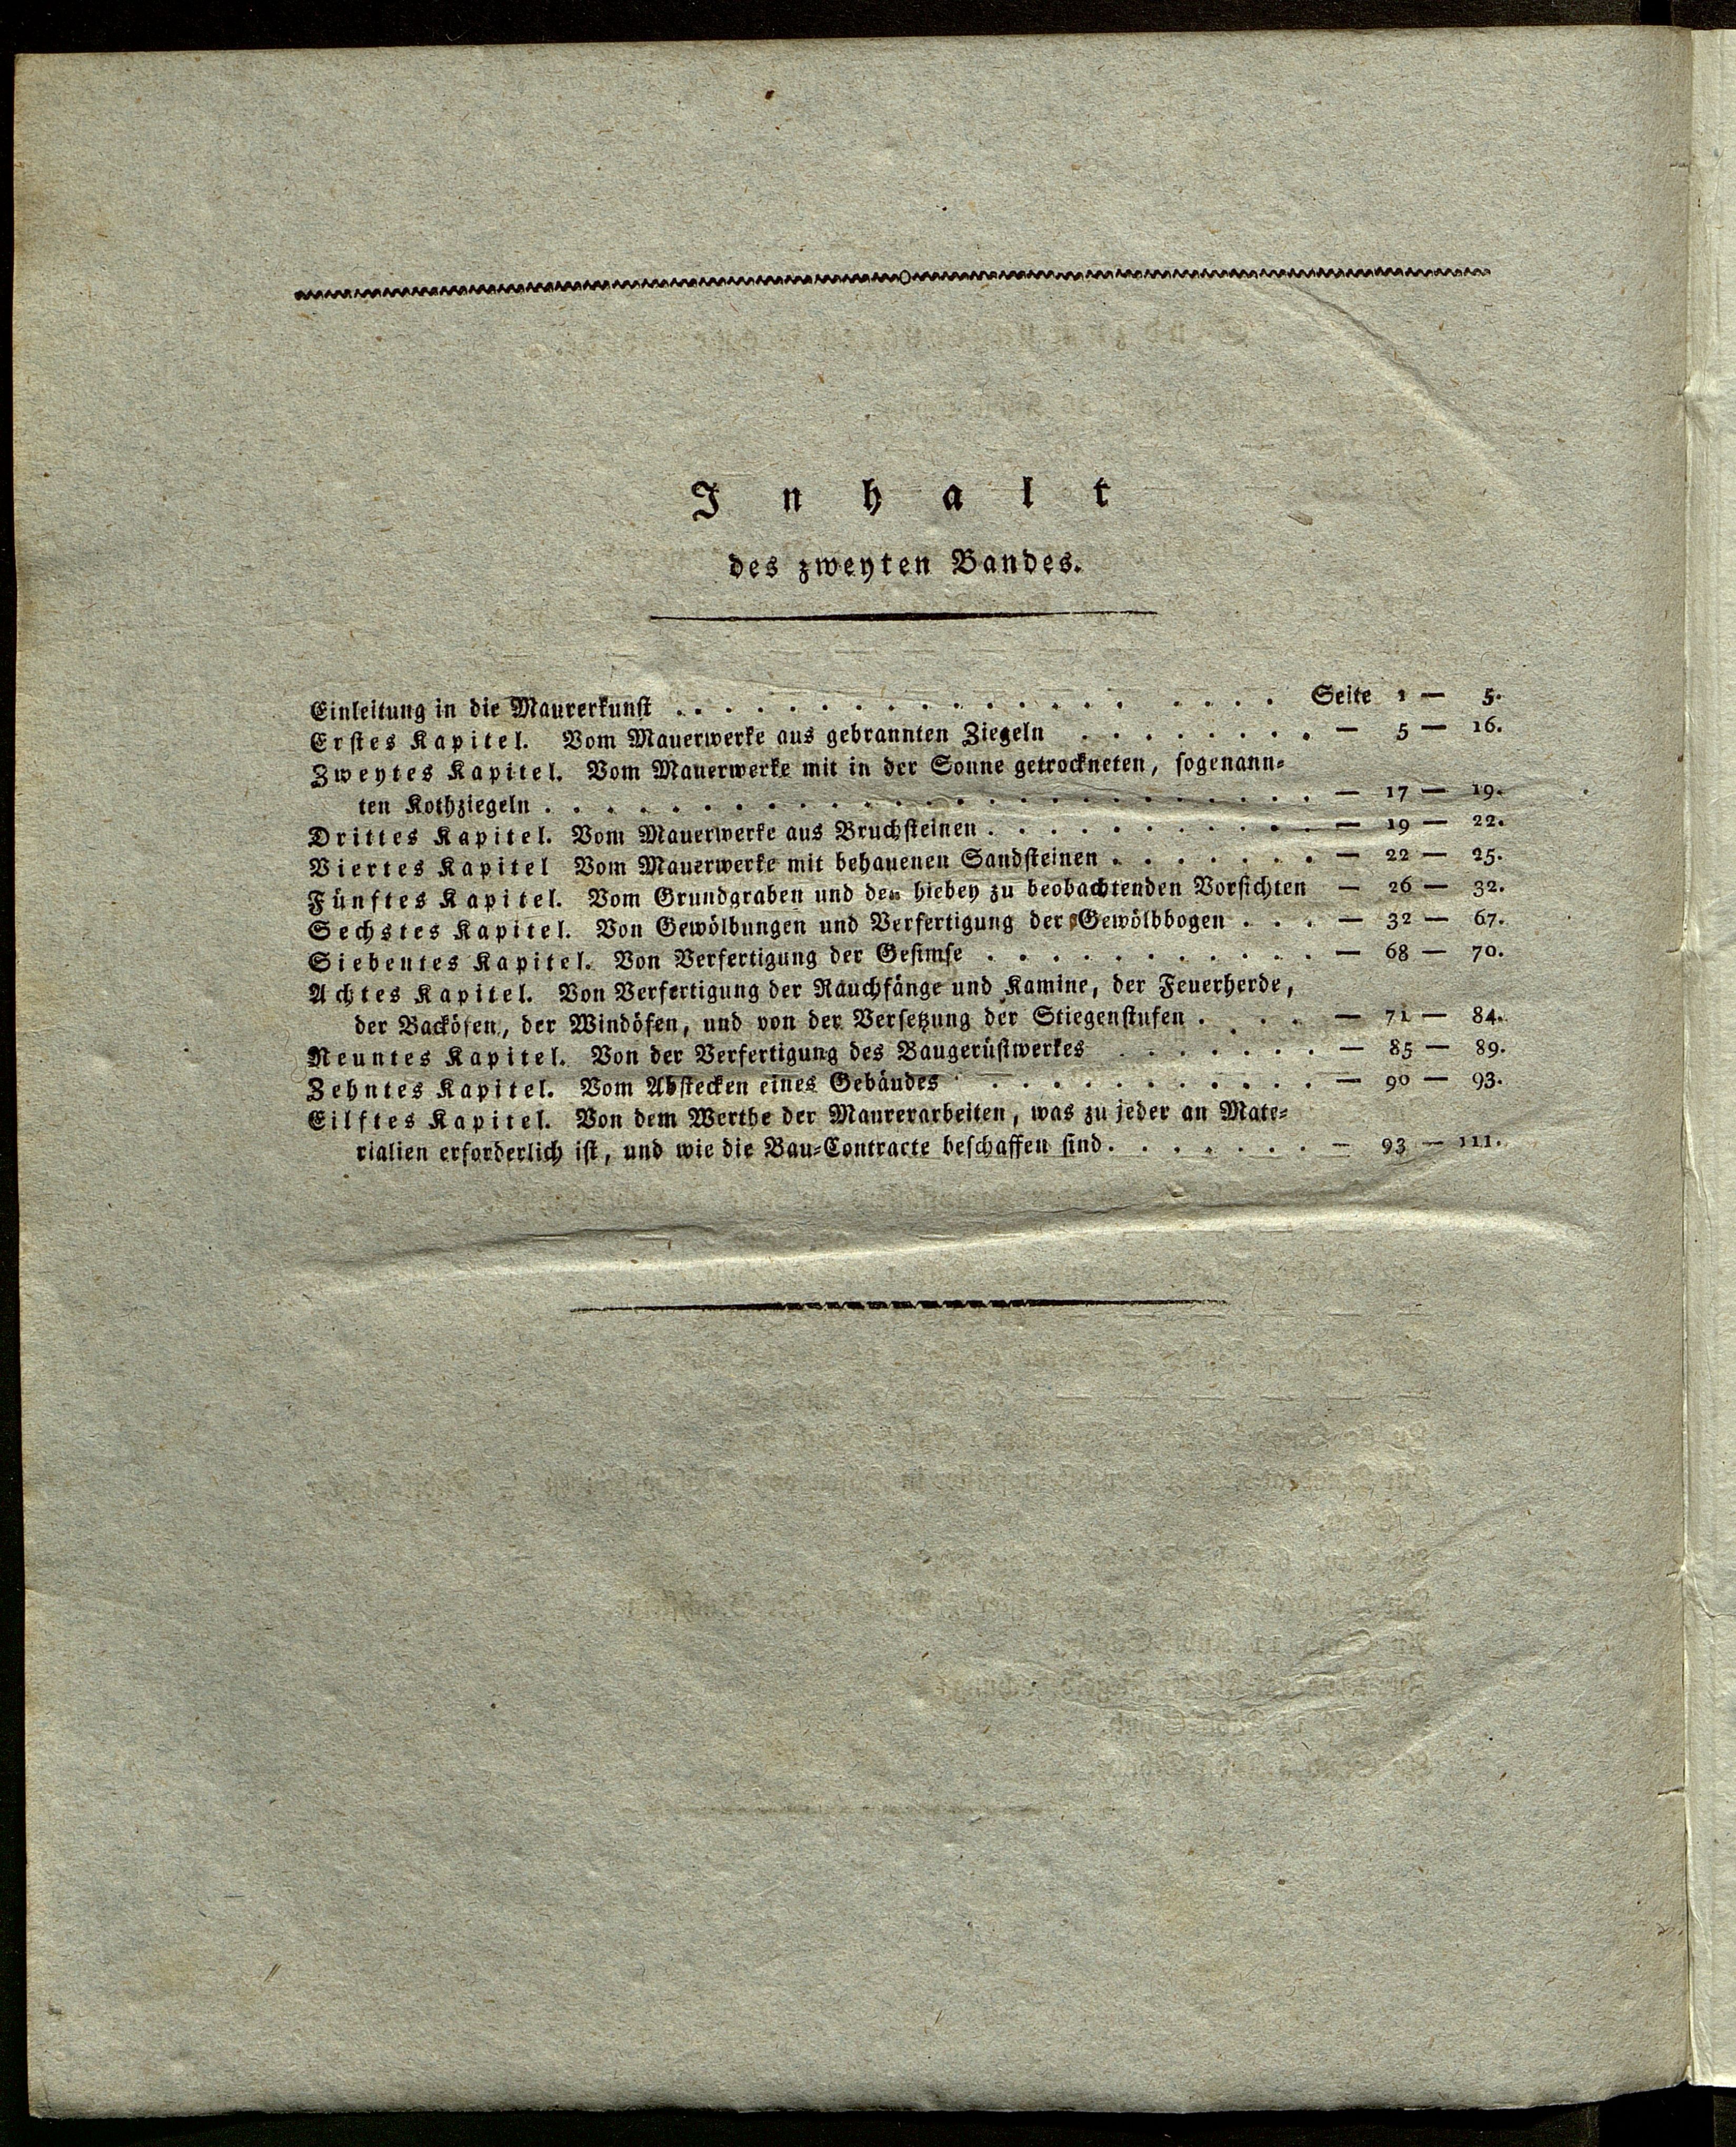 Inhalt
des zweyten Bandes.
Einleitung in die Maurerkunst . . . . . . . . . . . . . . . . . . . Seite 1 — 5.
Erstes Kapitel. Vom Mauerwerke aus gebrannten Ziegeln . . . . . . . . — 5 — 16.
Zweytes Kapitel. Vom Mauerwerke mit in der Sonne getrockneten, sogenann-
ten Kothziegeln . . . . . . . . . . . . . . . . . . . . . . . . — 17 — 19.
Drittes Kapitel. Vom Mauerwerke aus Bruchsteinen . . . . . . . . . . . — 19 — 22.
Viertes Kapitel Vom Mauerwerke mit behauenen Sandsteinen . . . . . . . — 22 — 25.
Fünftes Kapitel. Vom Grundgraben und den hiebey zu beobachtenden Vorsichten — 26 — 32.
Sechstes Kapitel. Von Gewölbungen und Verfertigung der Gewölbbogen . . . — 32 — 67.
Siebentes Kapitel. Von Verfertigung der Gesimse . . . . . . . . . . . — 68 — 70.
Achtes Kapitel. Von Verfertigung der Rauchfänge und Kamine, der Feuerherde,
der Backöfen, der Windöfen, und von der Versetzung der Stiegenstufen . . . . — 71 — 84.
Neuntes Kapitel. Von der Verfertigung des Baugerüstwerkes . . . . . . . — 85 — 89.
Zehntes Kapitel. Vom Abstecken eines Gebäudes . . . . . . . . . . . . — 90 — 93.
Eilftes Kapitel. Von dem Werthe der Maurerarbeiten, was zu jeder an Mate-
rialien erforderlich ist, und wie die Bau-Contracte beschaffen sind . . . . . . . — 93 — 111.